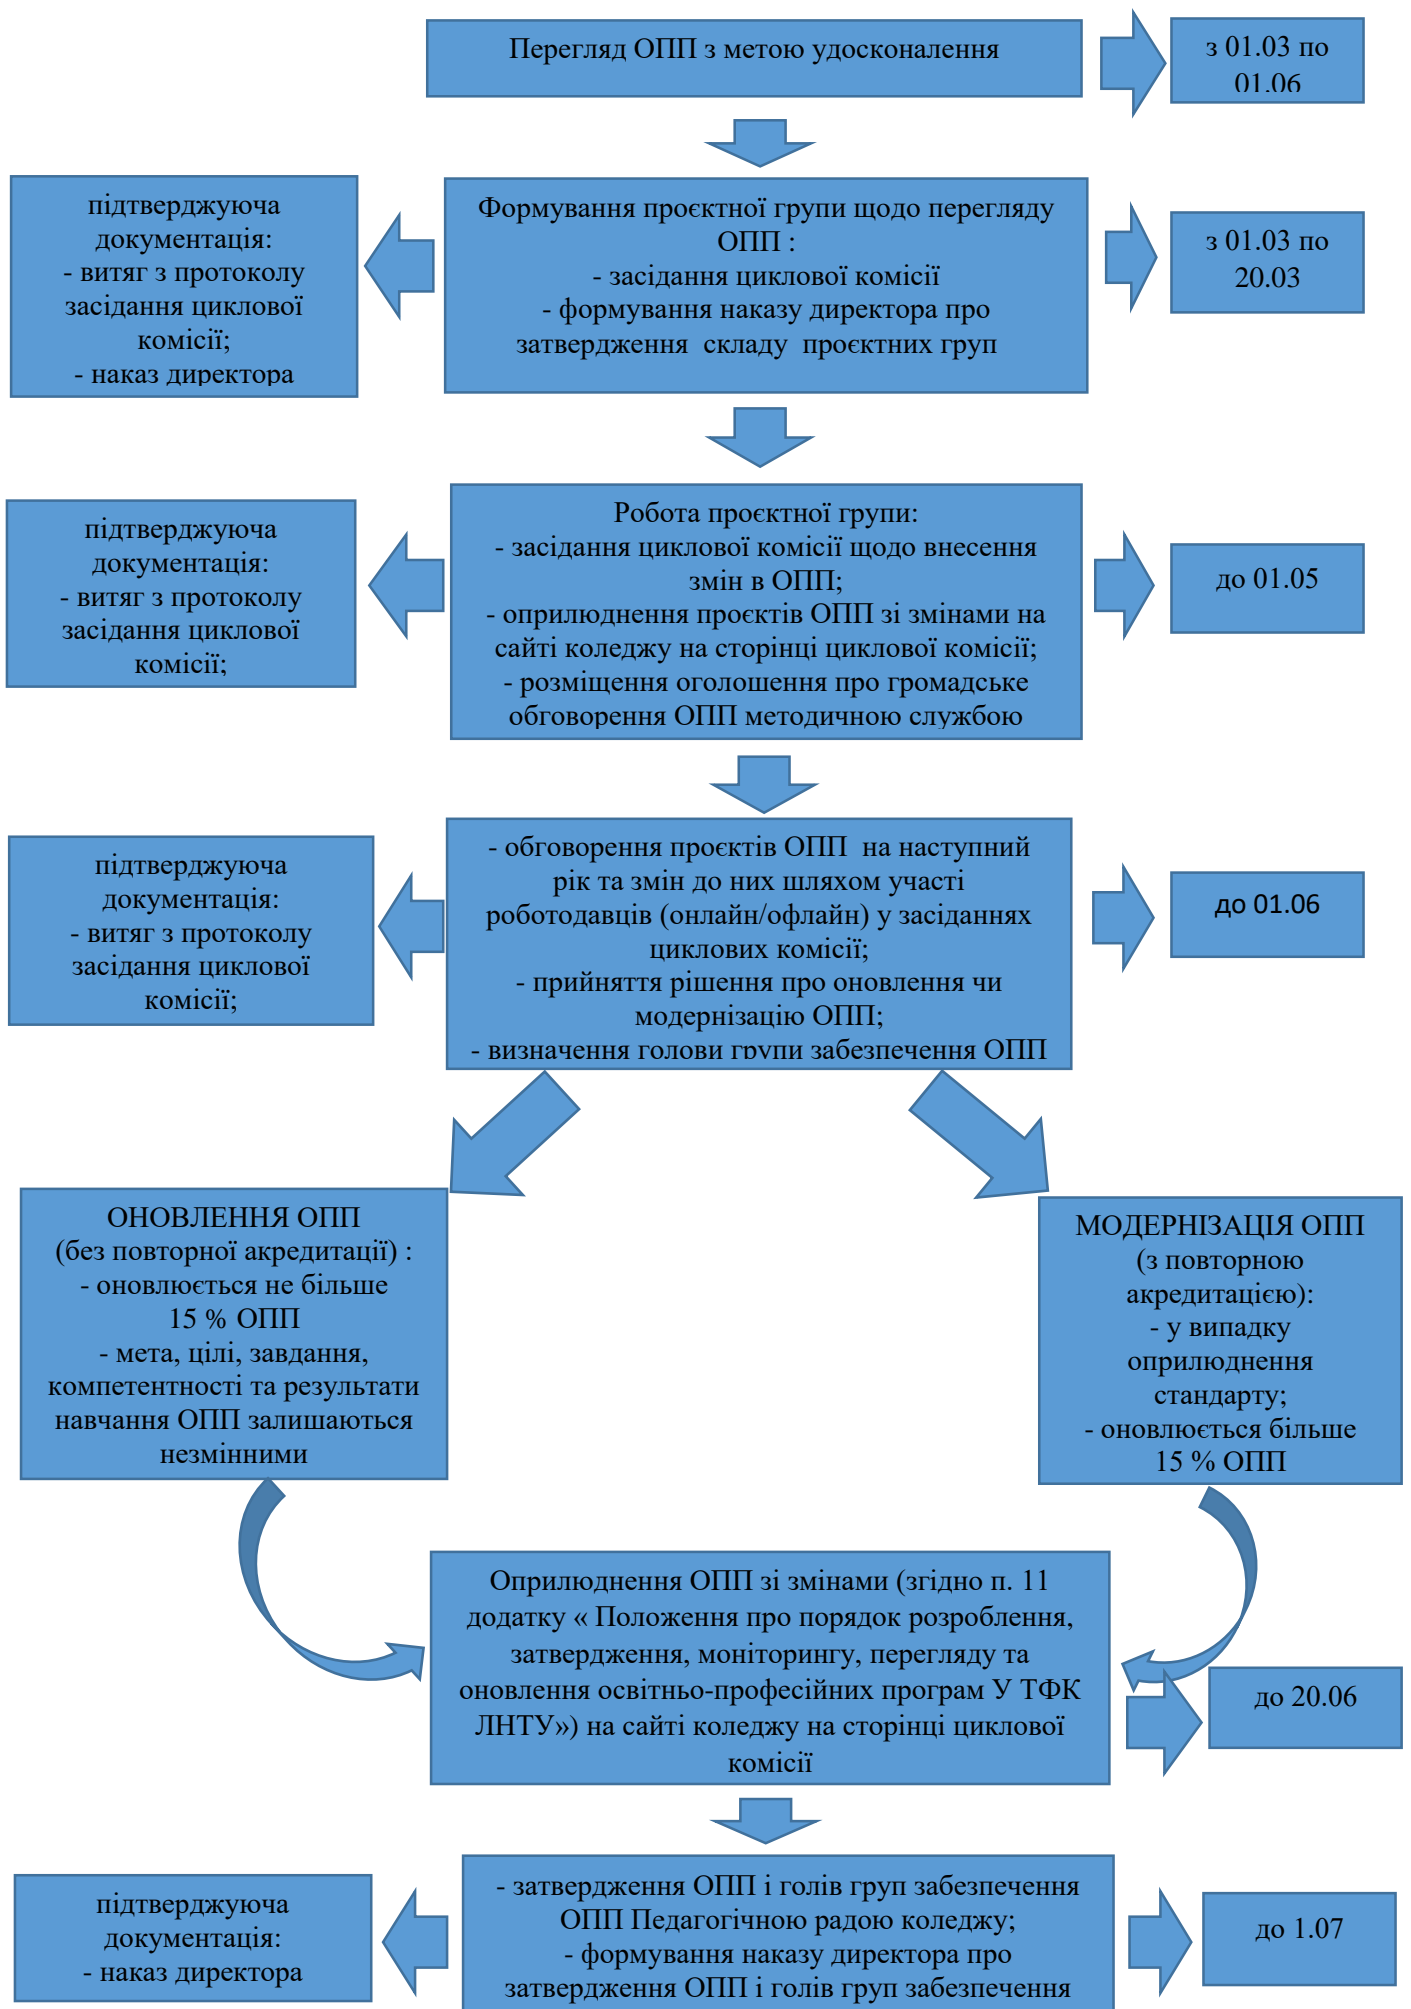 Перегляд ОПП з метою удосконалення
з 01.03 по
01.06
підтверджуюча
документація:
- витяг з протоколу
засідання циклової
комісії;
- наказ директора
Формування проєктної групи щодо перегляду
ОПП :
- засідання циклової комісії
- формування наказу директора про
затвердження складу проєктних груп
з 01.03 по
20.03
підтверджуюча
документація:
- витяг з протоколу
засідання циклової
комісії;
Робота проєктної групи:
- засідання циклової комісії щодо внесення
змін в ОПП;
- оприлюднення проєктів ОПП зі змінами на
сайті коледжу на сторінці циклової комісії;
- розміщення оголошення про громадське
обговорення ОПП методичною службою
до 01.05
підтверджуюча
документація:
- витяг з протоколу
засідання циклової
комісії;
- обговорення проєктів ОПП на наступний
рік та змін до них шляхом участі
роботодавців (онлайн/офлайн) у засіданнях
циклових комісії;
- прийняття рішення про оновлення чи
модернізацію ОПП;
- визначення голови групи забезпечення ОПП
до 01.06
ОНОВЛЕННЯ ОПП
(без повторної акредитації) :
- оновлюється не більше
15 % ОПП
- мета, цілі, завдання,
компетентності та результати
навчання ОПП залишаються
незмінними
МОДЕРНІЗАЦІЯ ОПП
(з повторною
акредитацією):
- у випадку
оприлюднення
стандарту;
- оновлюється більше
15 % ОПП
Оприлюднення ОПП зі змінами (згідно п. 11
додатку « Положення про порядок розроблення,
затвердження, моніторингу, перегляду та
оновлення освітньо-професійних програм У ТФК
ЛНТУ») на сайті коледжу на сторінці циклової
комісії
до 20.06
підтверджуюча
документація:
- наказ директора
- затвердження ОПП і голів груп забезпечення
ОПП Педагогічною радою коледжу;
- формування наказу директора про
затвердження ОПП і голів груп забезпечення
до 1.07